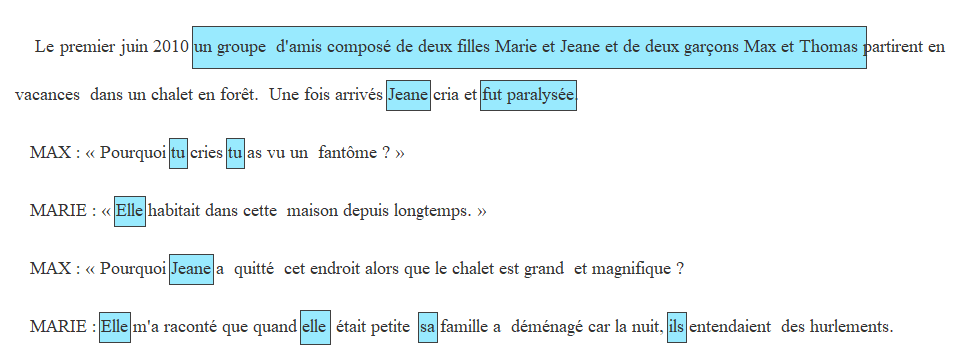 Le premier juin 2010 un groupe d'amis composé de deux filles Marie et Jeane et de deux garçons Max et Thomas partirent en
vacances dans un chalet en forêt. Une fois arrivés Jeane cria et fut paralysée.
MAX : « Pourquoi tu cries tu as vu un fantôme ? »
MARIE : « Elle habitait dans cette maison depuis longtemps. »
MAX : « Pourquoi Jeane a quitté cet endroit alors que le chalet est grand et magnifique ?
MARIE : Elle m'a raconté que quand elle était petite sa famille a déménagé car la nuit, ils entendaient des hurlements.